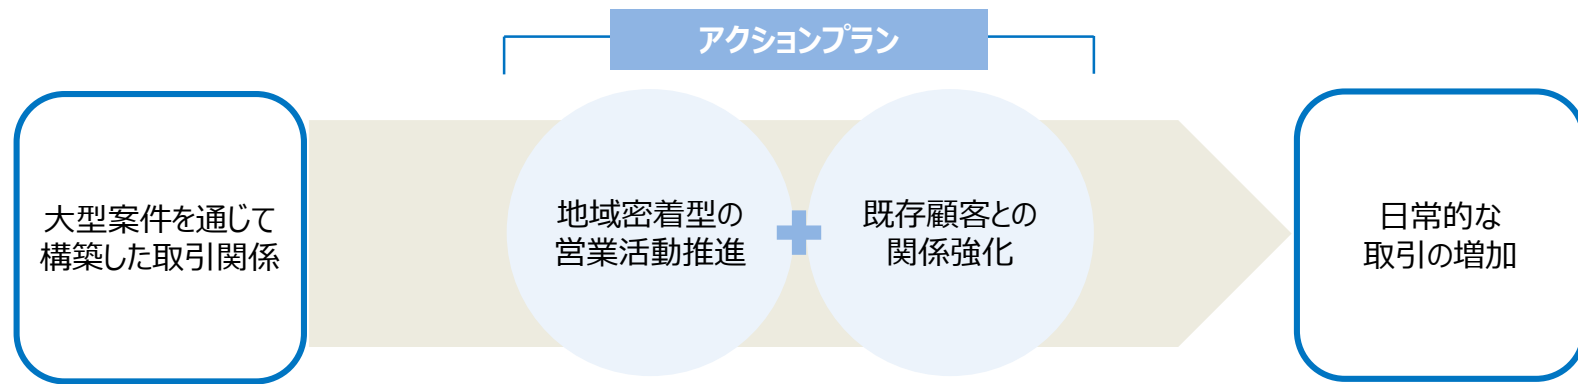 アクションプラン
大型案件を通じて
構築した取引関係
地域密着型の
営業活動推進
既存顧客との
関係強化
日常的な
取引の増加